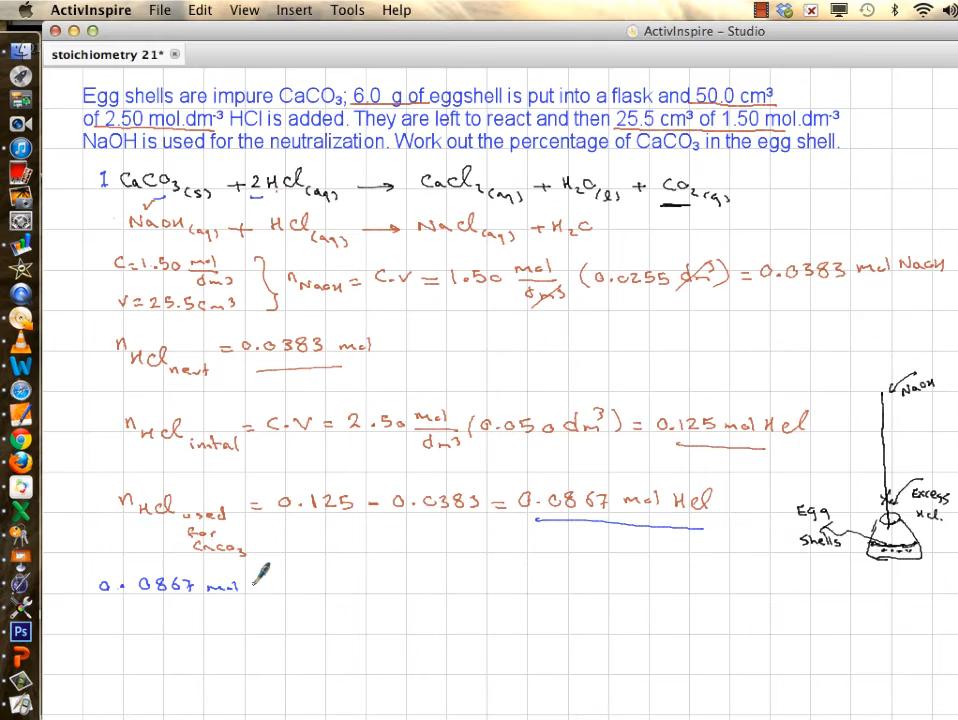 ActivInspire File Edit View Insert Tools Help
ActivInspire – Studio
stoichiometry 21*
Egg shells are impure CaCO₃; 6.0 g of eggshell is put into a flask and 50.0 cm³
of 2.50 mol.dm⁻³ HCl is added. They are left to react and then 25.5 cm³ of 1.50 mol.dm⁻³
NaOH is used for the neutralization. Work out the percentage of CaCO₃ in the egg shell.
1 CaCO₃(s) + 2HCl(aq) → CaCl₂(aq) + H₂O(l) + CO₂(g)
NaOH(aq) + HCl(aq) → NaCl(aq) + H₂O
C=1.50 mol/dm³
V=25.5cm³
n NaOH = C.V = 1.50 mol/dm³ (0.0255 dm³) = 0.0383 mol NaOH
n HCl neut = 0.0383 mol
NaOH
n HCl initial = C.V = 2.50 mol/dm³ (0.050 dm³) = 0.125 mol HCl
n HCl used for CaCO₃ = 0.125 – 0.0383 = 0.0867 mol HCl
Excess
HCl.
Egg
Shells
0.0867 mol
Ps